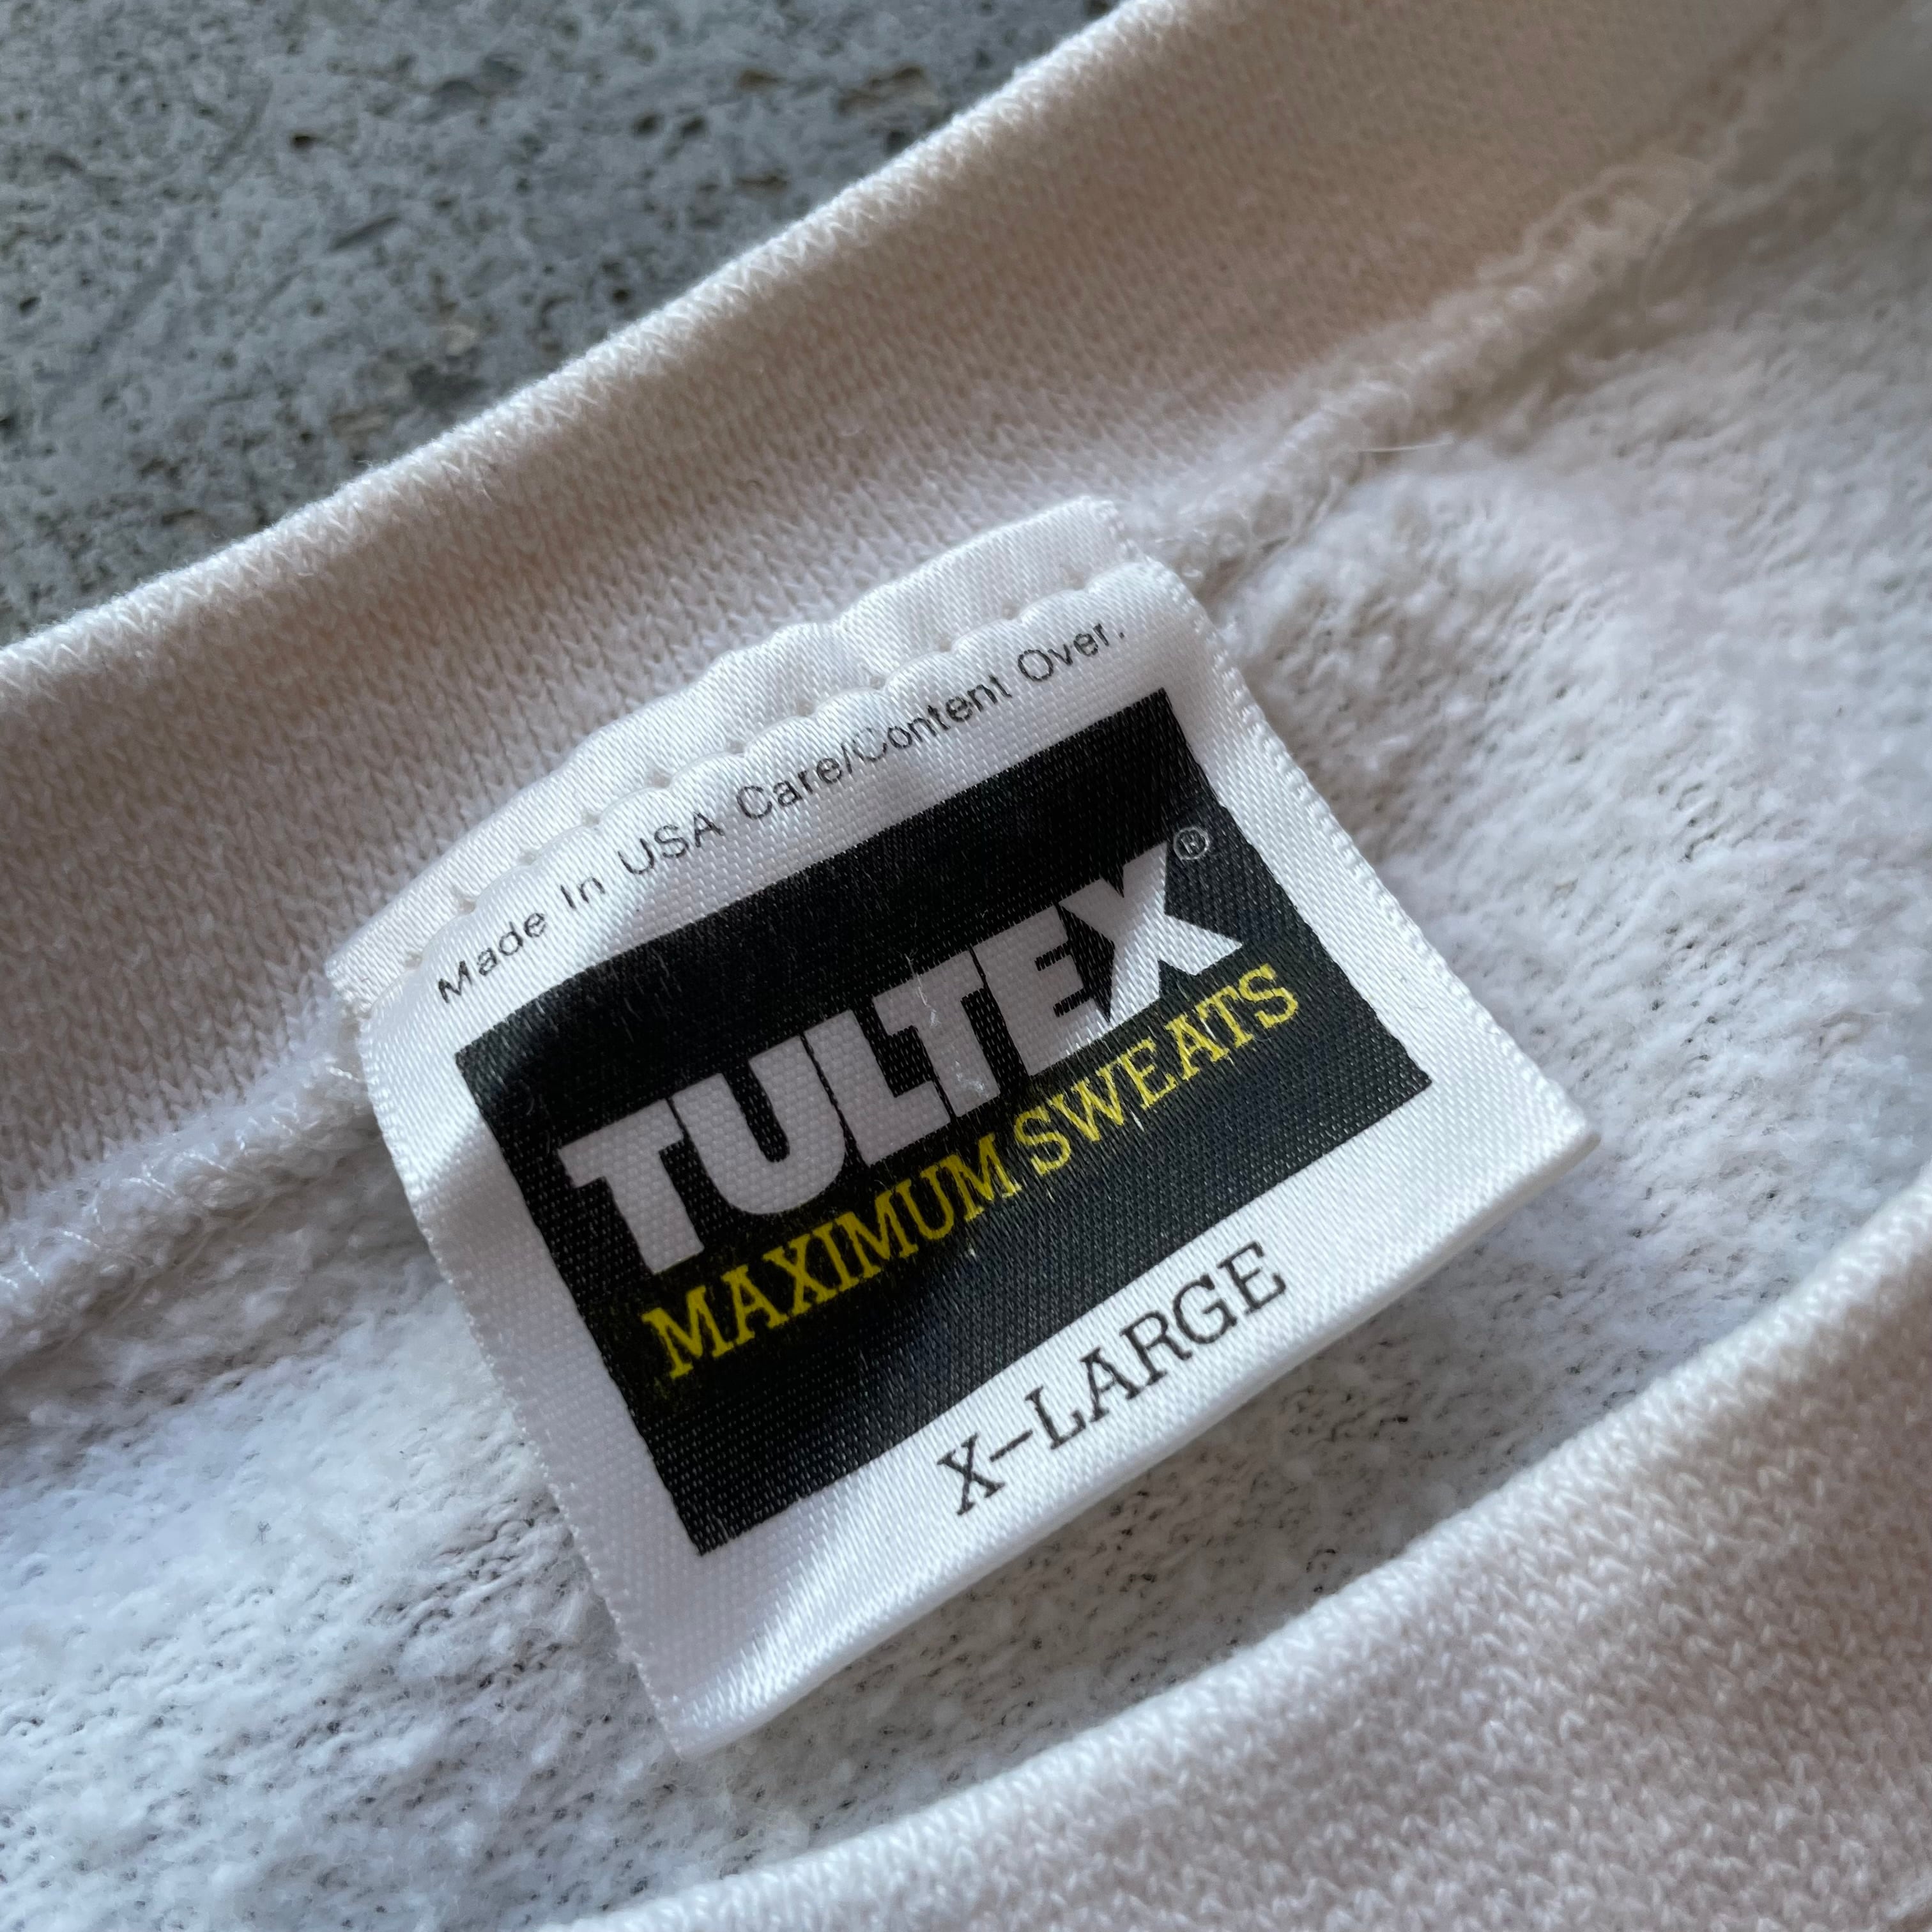 Made In USA Care/Content Over.
TULTEX®
MAXIMUM SWEATS
X-LARGE